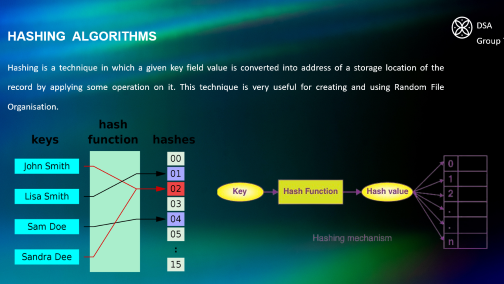 HASHING ALGORITHMS
DSA
Group
Hashing is a technique in which a given key field value is converted into address of a storage location of the
record by applying some operation on it. This technique is very useful for creating and using Random File
Organisation.
keys
hash
function
hashes
John Smith
Lisa Smith
Sam Doe
Sandra Dee
00
01
02
03
04
05
:
15
Key
Hash Function
Hash value
0
1
2
.
.
n
Hashing mechanism